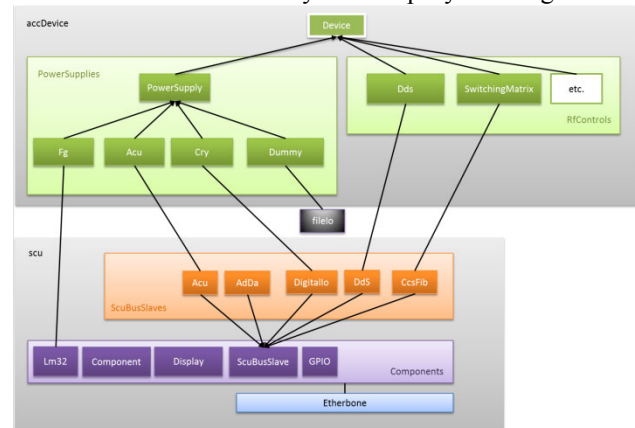 accDevice
Device
PowerSupplies
PowerSupply
Dds
SwitchingMatrix
etc.
RfControls
Fg
Acu
Cry
Dummy
fileIo
scu
Acu
AdDa
DigitalIo
DdS
CcsFib
ScuBusSlaves
Lm32
Component
Display
ScuBusSlave
GPIO
Components
Etherbone